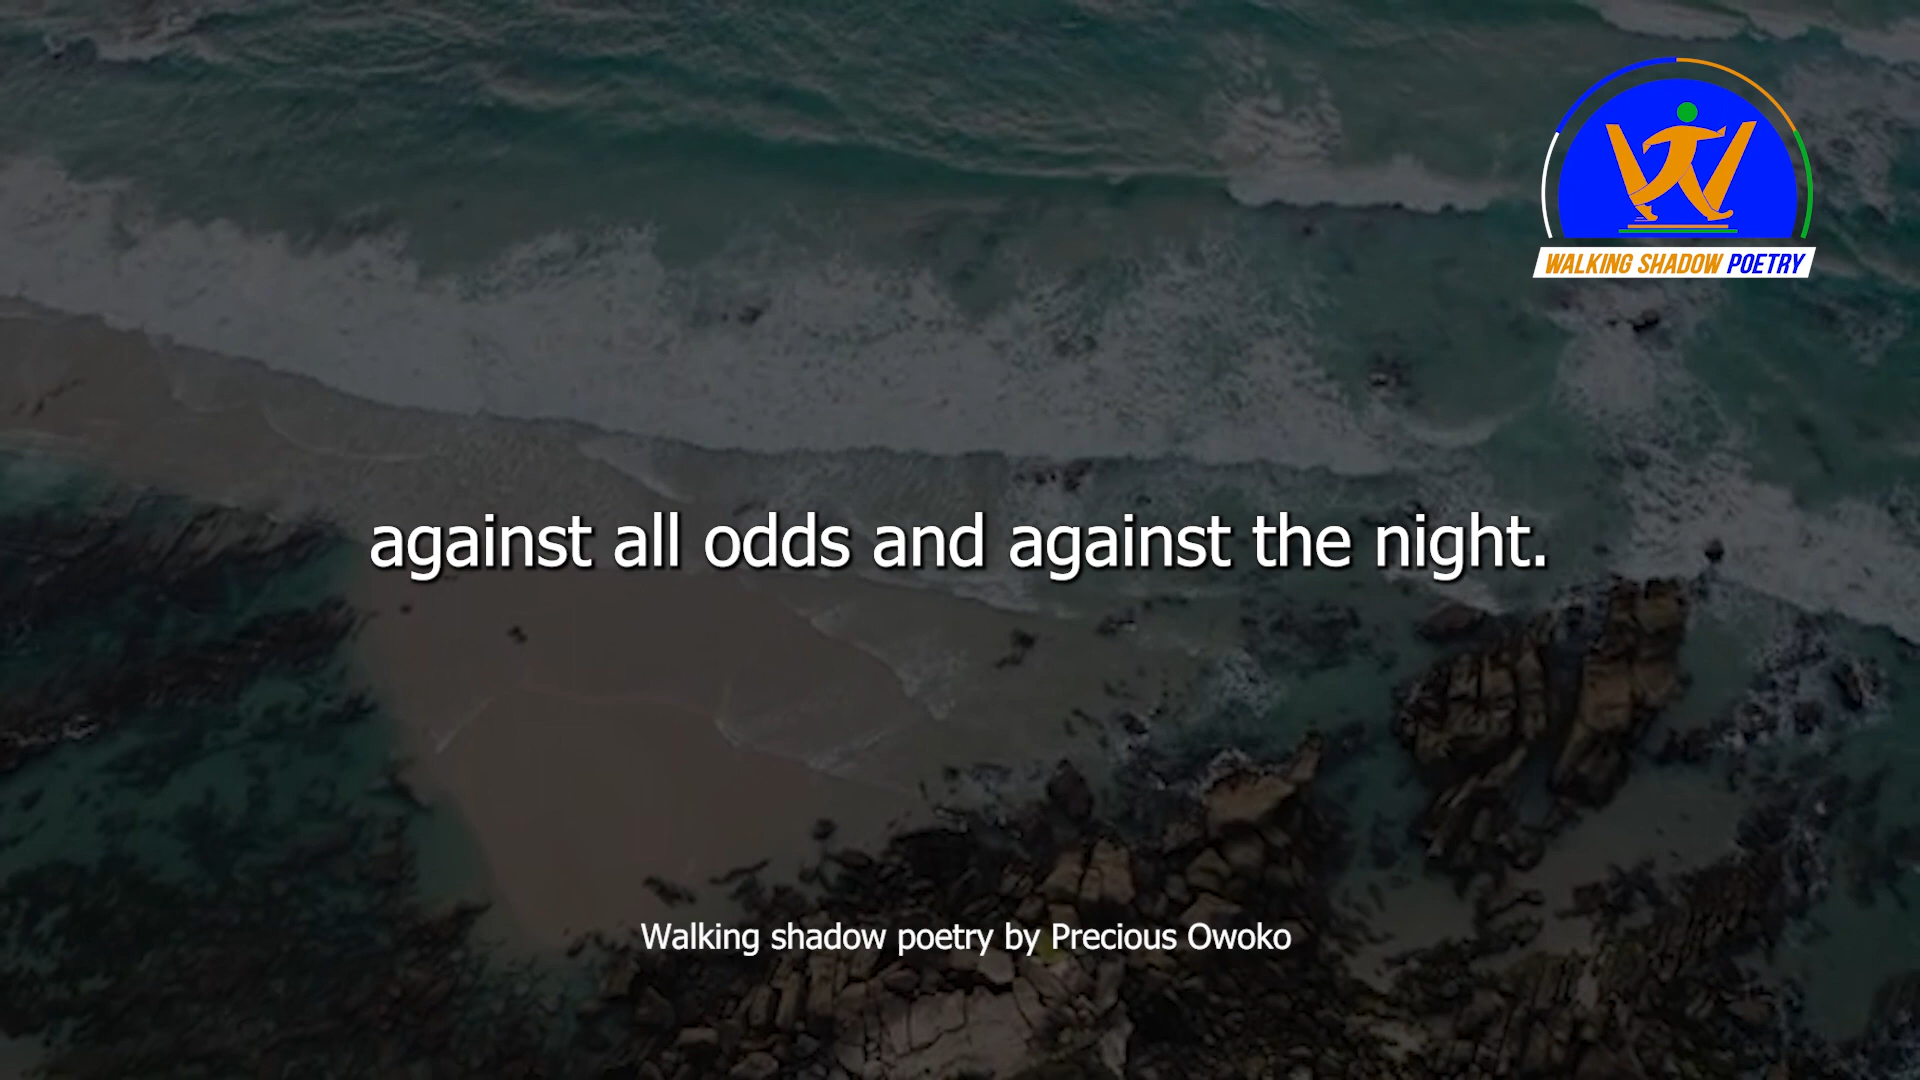 WALKING SHADOW POETRY
against all odds and against the night.
Walking shadow poetry by Precious Owoko